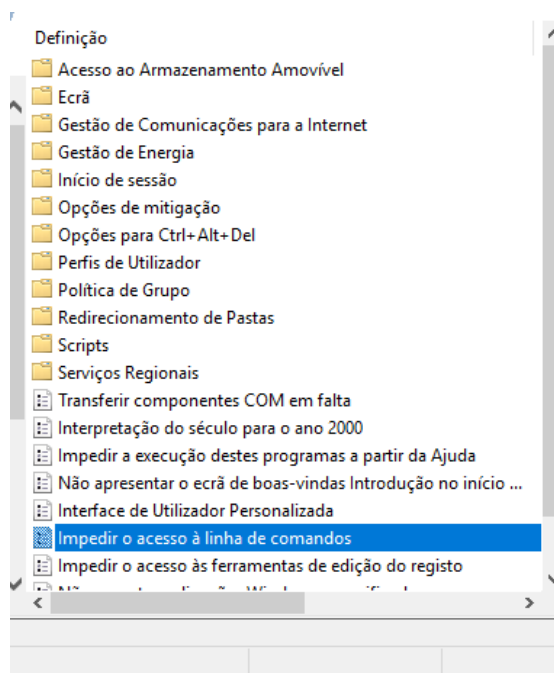 Definição
Acesso ao Armazenamento Amovível
Ecrã
Gestão de Comunicações para a Internet
Gestão de Energia
Início de sessão
Opções de mitigação
Opções para Ctrl+Alt+Del
Perfis de Utilizador
Política de Grupo
Redirecionamento de Pastas
Scripts
Serviços Regionais
Transferir componentes COM em falta
Interpretação do século para o ano 2000
Impedir a execução destes programas a partir da Ajuda
Não apresentar o ecrã de boas-vindas Introdução no início ...
Interface de Utilizador Personalizada
Impedir o acesso à linha de comandos
Impedir o acesso às ferramentas de edição do registo